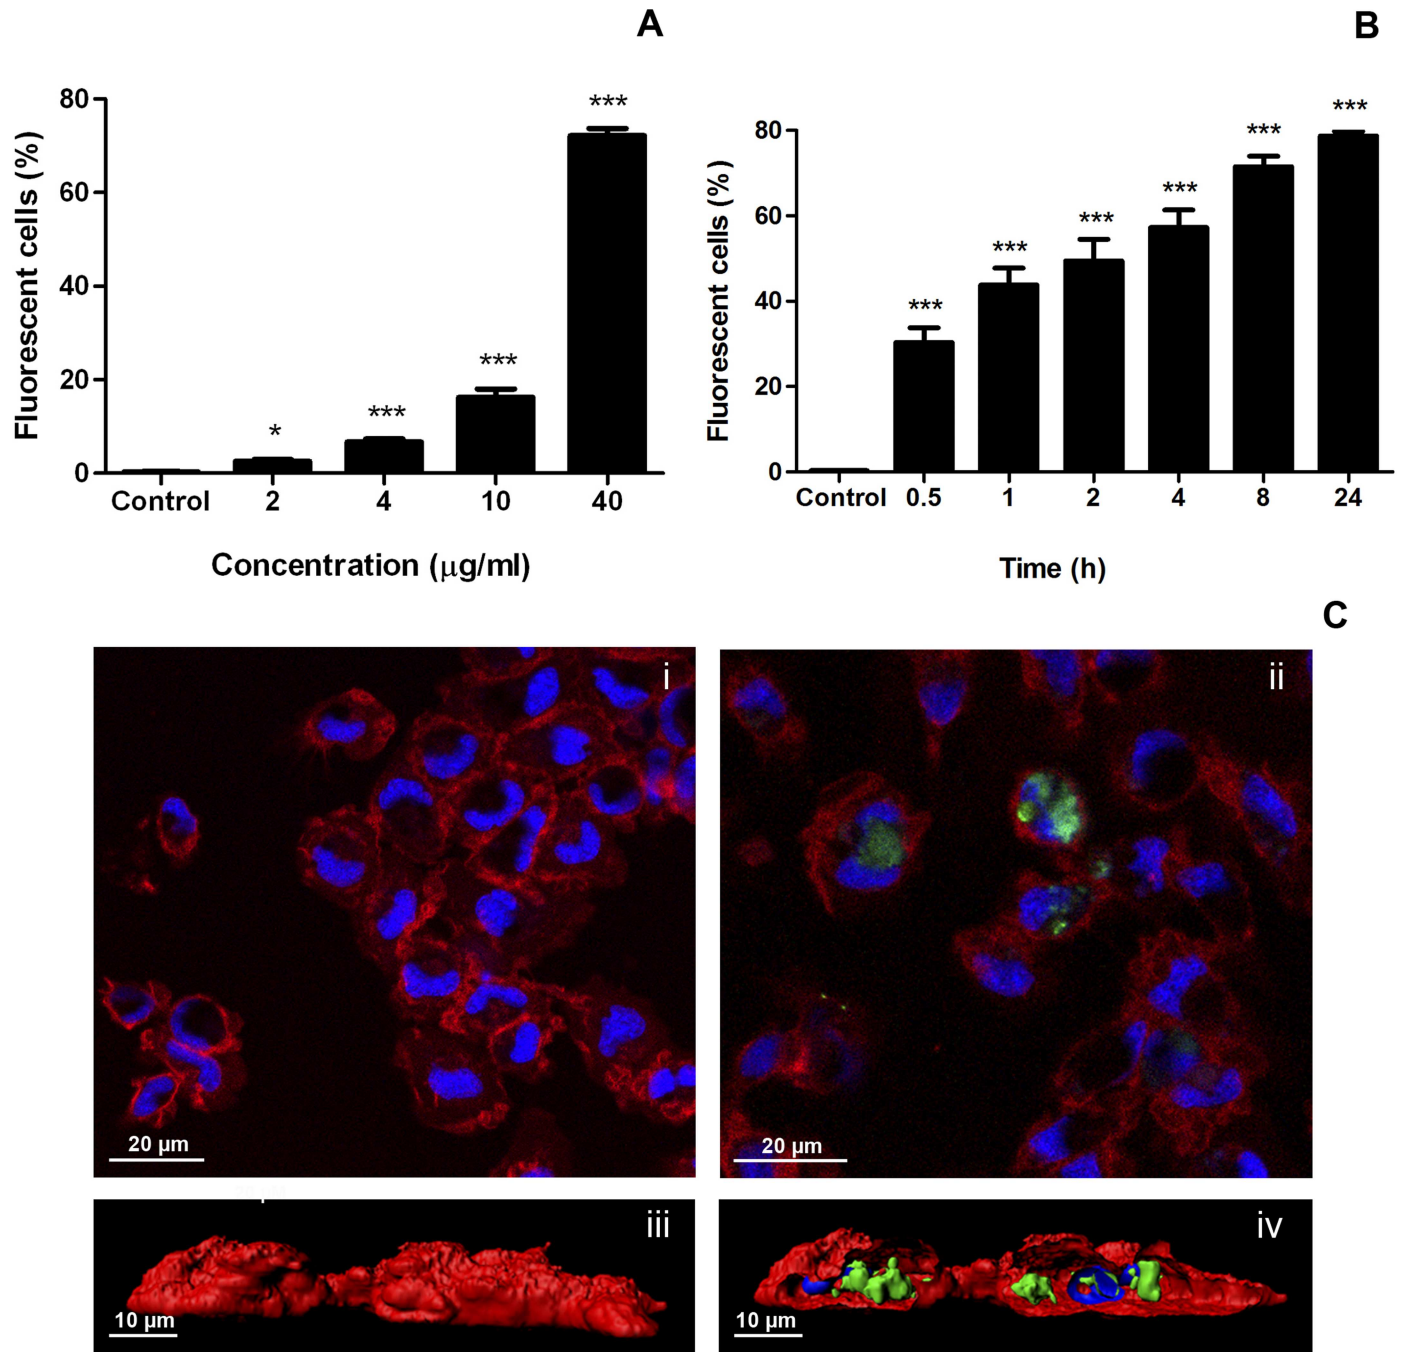 A
Fluorescent cells (%)
80
60
40
20
0
***
***
***
*
Control 2 4 10 40
Concentration (μg/ml)
B
Fluorescent cells (%)
80
60
40
20
0
***
***
***
***
***
***
Control 0.5 1 2 4 8 24
Time (h)
C
i
20 μm
ii
20 μm
iii
10 μm
iv
10 μm